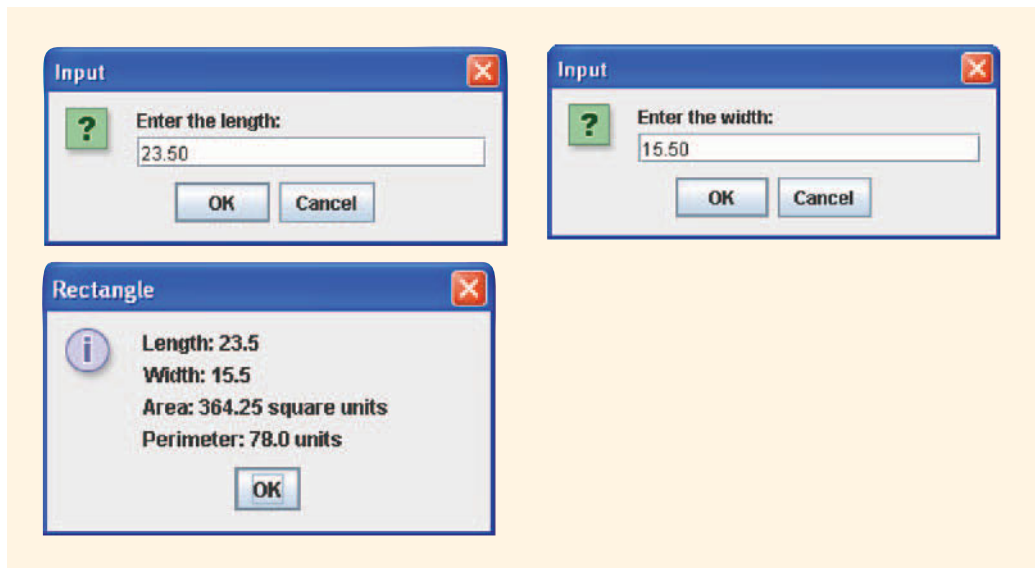 Input
Enter the length:
23.50
OK Cancel
Input
Enter the width:
15.50
OK Cancel
Rectangle
Length: 23.5
Width: 15.5
Area: 364.25 square units
Perimeter: 78.0 units
OK